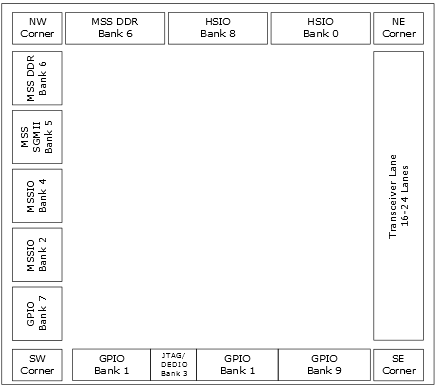 NW
Corner
MSS DDR
Bank 6
HSIO
Bank 8
HSIO
Bank 0
NE
Corner
MSS DDR
Bank 6
MSS
SGMII
Bank 5
MSSIO
Bank 4
MSSIO
Bank 2
GPIO
Bank 7
Transceiver Lane
16-24 Lanes
SW
Corner
GPIO
Bank 1
JTAG/
DEDIO
Bank 3
GPIO
Bank 1
GPIO
Bank 9
SE
Corner